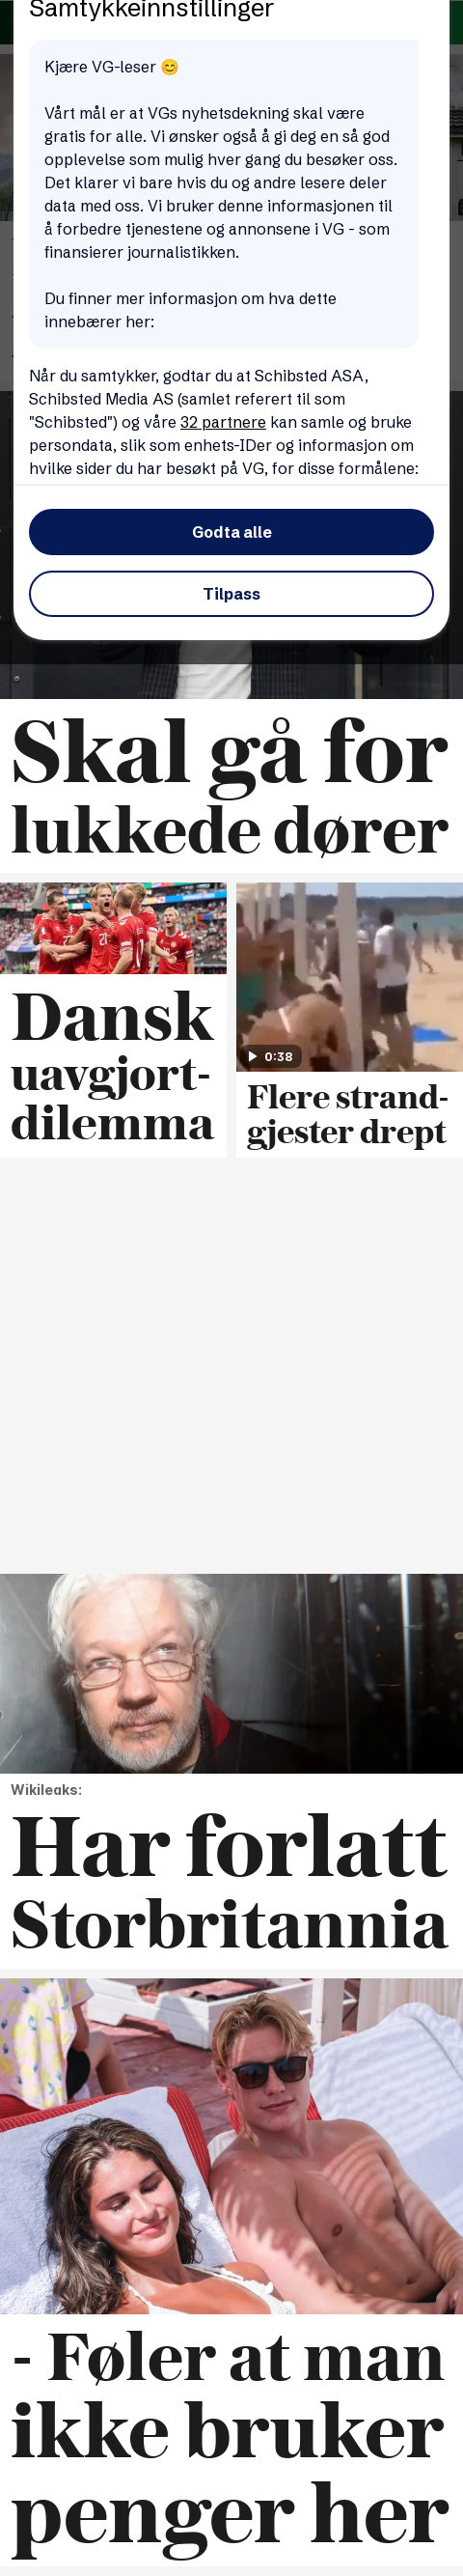 Samtykkeinnstillinger
Kjære VG-leser 😊
Vårt mål er at VGs nyhetsdekning skal være
gratis for alle. Vi ønsker også å gi deg en så god
opplevelse som mulig hver gang du besøker oss.
Det klarer vi bare hvis du og andre lesere deler
data med oss. Vi bruker denne informasjonen til
å forbedre tjenestene og annonsene i VG - som
finansierer journalistikken.
Du finner mer informasjon om hva dette
innebærer her:
Når du samtykker, godtar du at Schibsted ASA,
Schibsted Media AS (samlet referert til som
"Schibsted") og våre 32 partnere kan samle og bruke
persondata, slik som enhets-IDer og informasjon om
hvilke sider du har besøkt på VG, for disse formålene:
Godta alle
Tilpass
Skal gå for
lukkede dører
Dansk
uavgjort-
dilemma
0:38
Flere strand-
gjester drept
Wikileaks:
Har forlatt
Storbritannia
- Føler at man
ikke bruker
penger her